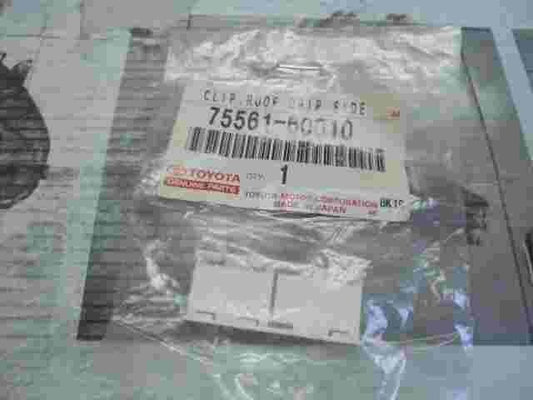 CLIP, ROOF DRIP SIDE
75561-60010
TOYOTA QTY. 1
GENUINE PARTS
TOYOTA MOTOR CORPORATION
MADE IN JAPAN